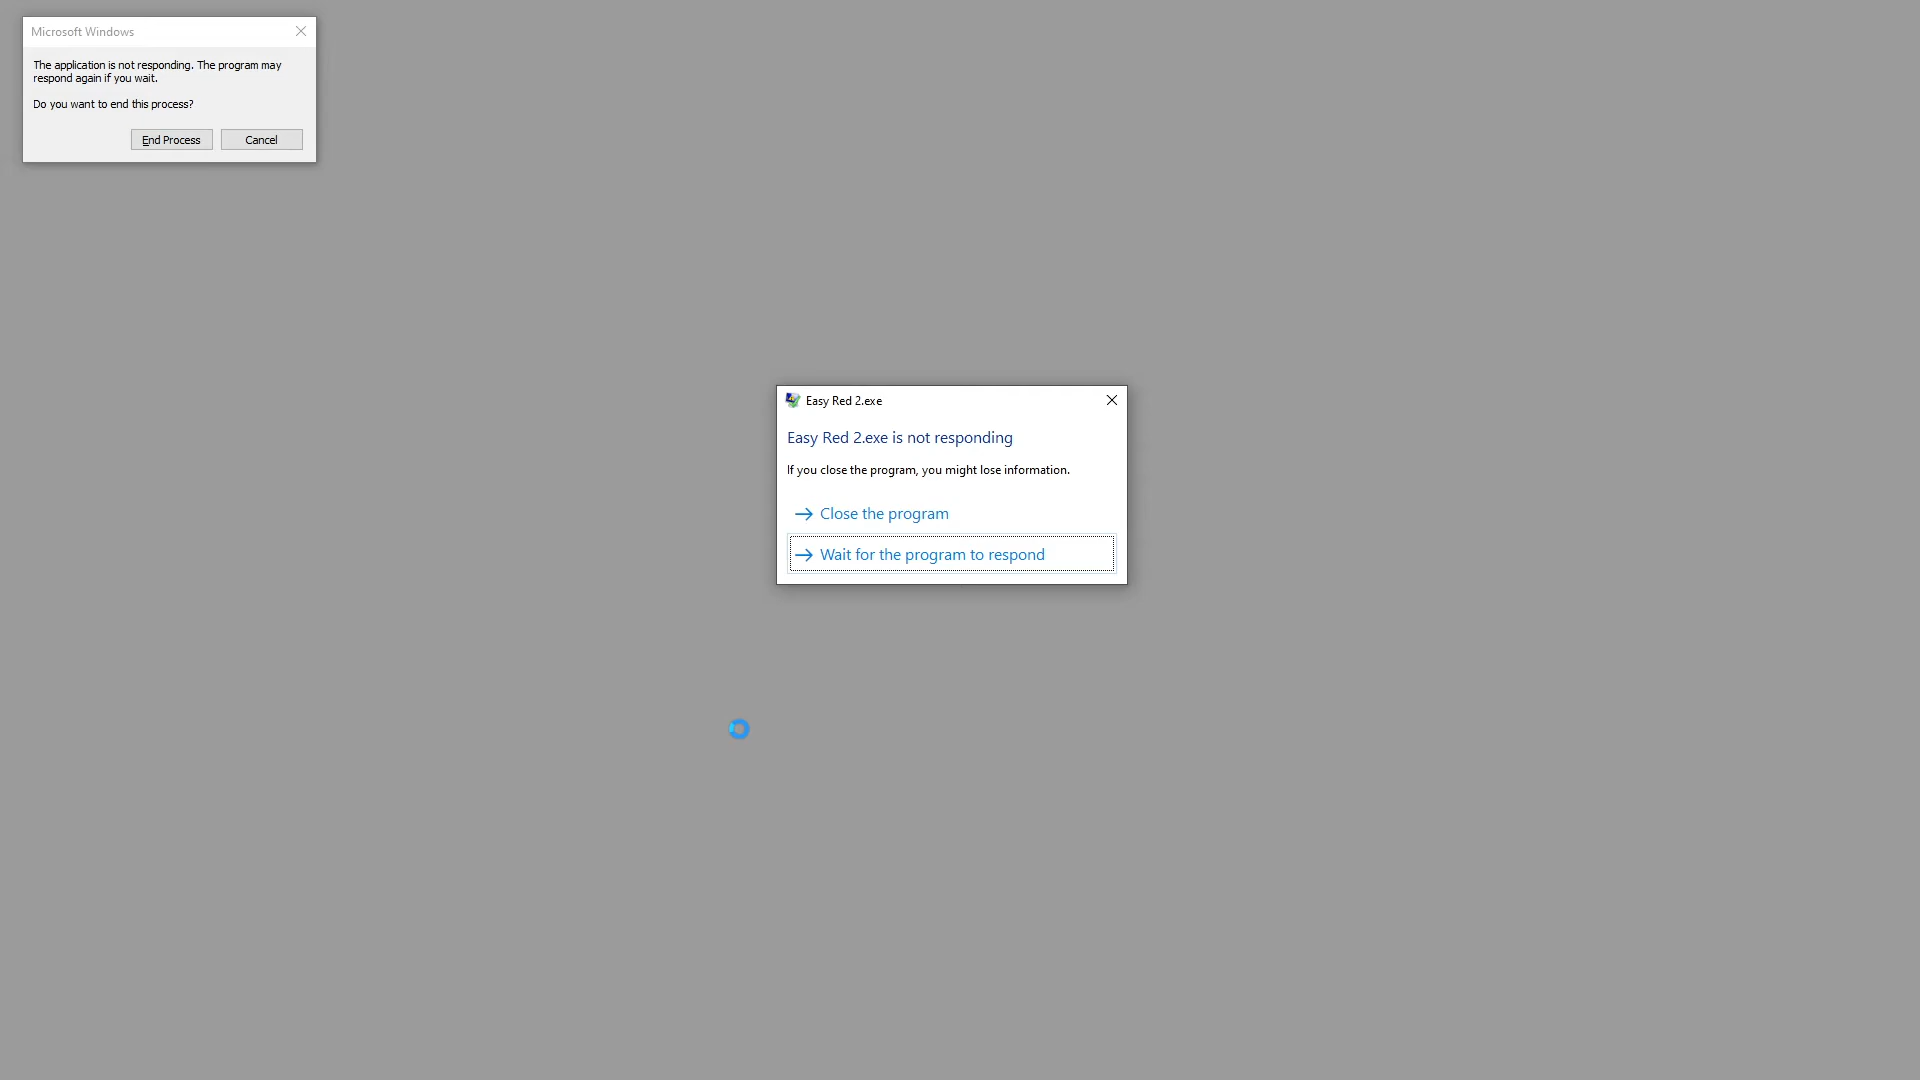 Microsoft Windows
The application is not responding. The program may
respond again if you wait.
Do you want to end this process?
End Process
Cancel
Easy Red 2.exe
Easy Red 2.exe is not responding
If you close the program, you might lose information.
Close the program
Wait for the program to respond